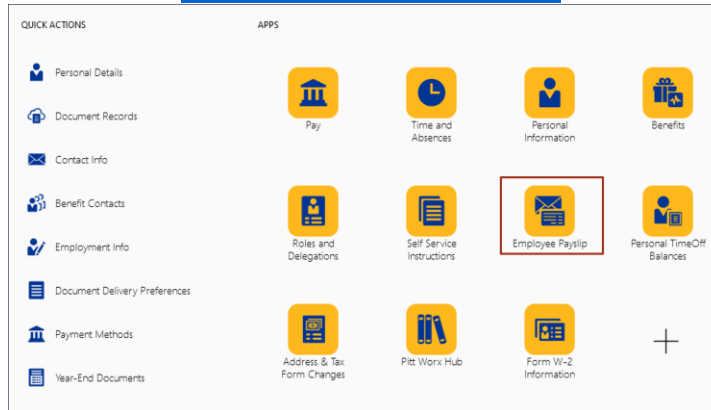 QUICK ACTIONS
Personal Details
Document Records
Contact Info
Benefit Contacts
Employment Info
Document Delivery Preferences
Payment Methods
Year-End Documents
APPS
Pay
Time and
Absences
Personal
Information
Benefits
Roles and
Delegations
Self Service
Instructions
Employee Payslip
Personal TimeOff
Balances
Address & Tax
Form Changes
Pitt Worx Hub
Form W-2
Information